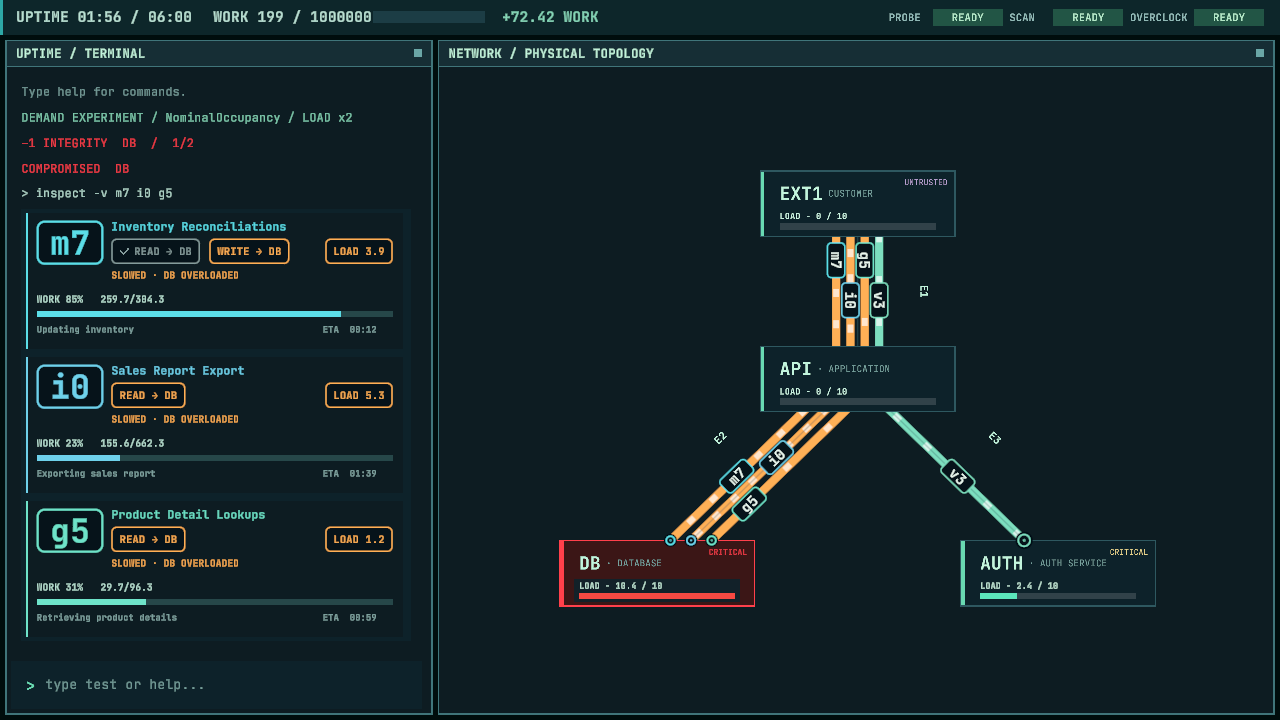 UPTIME 01:56 / 06:00 WORK 199 / 1000000 +72.42 WORK PROBE READY SCAN READY OVERCLOCK READY
UPTIME / TERMINAL
Type help for commands.
DEMAND EXPERIMENT / NominalOccupancy / LOAD x2
-1 INTEGRITY DB / 1/2
COMPROMISED DB
> inspect -v m7 i0 g5
m7 Inventory Reconciliations
✓ READ → DB WRITE → DB LOAD 3.9
SLOWED · DB OVERLOADED
WORK 85% 259.7/304.3
Updating inventory ETA 00:12
i0 Sales Report Export
READ → DB LOAD 5.3
SLOWED · DB OVERLOADED
WORK 23% 155.6/662.3
Exporting sales report ETA 01:39
g5 Product Detail Lookups
READ → DB LOAD 1.2
SLOWED · DB OVERLOADED
WORK 31% 29.7/96.3
Retrieving product details ETA 00:59
> type test or help...
NETWORK / PHYSICAL TOPOLOGY
UNTRUSTED
EXT1 CUSTOMER
LOAD - 0 / 10
m7
g5
i0
v3
E1
API · APPLICATION
LOAD - 0 / 10
E2
E3
i0
m7
g5
v3
CRITICAL
DB · DATABASE
LOAD - 10.4 / 10
CRITICAL
AUTH · AUTH SERVICE
LOAD - 2.4 / 10